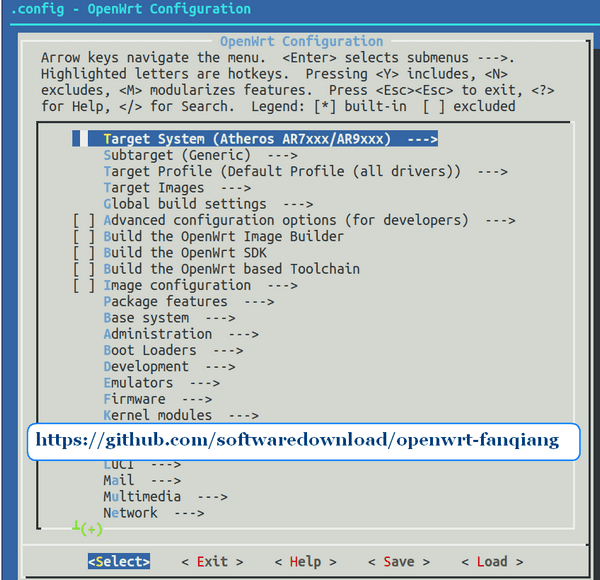 .config - OpenWrt Configuration
OpenWrt Configuration
Arrow keys navigate the menu.  <Enter> selects submenus --->.
Highlighted letters are hotkeys.  Pressing <Y> includes, <N>
excludes, <M> modularizes features.  Press <Esc><Esc> to exit, <?>
for Help, </> for Search.  Legend: [*] built-in  [ ] excluded
Target System (Atheros AR7xxx/AR9xxx)  --->
Subtarget (Generic)  --->
Target Profile (Default Profile (all drivers))  --->
Target Images  --->
Global build settings  --->
[ ] Advanced configuration options (for developers)  --->
[ ] Build the OpenWrt Image Builder
[ ] Build the OpenWrt SDK
[ ] Build the OpenWrt based Toolchain
[ ] Image configuration  --->
Package features  --->
Base system  --->
Administration  --->
Boot Loaders  --->
Development  --->
Emulators  --->
Firmware  --->
Kernel modules  --->
https://github.com/softwaredownload/openwrt-fanqiang
LuCI  --->
Mail  --->
Multimedia  --->
Network  --->
┴(+)
<Select>    < Exit >    < Help >    < Save >    < Load >